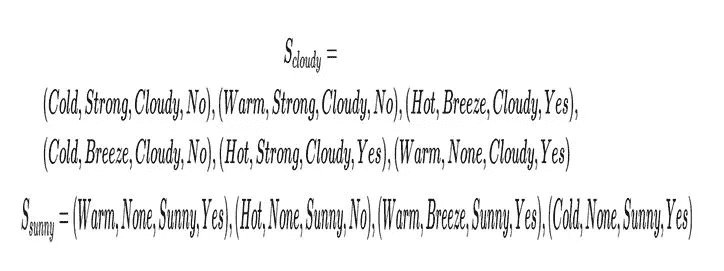 S_cloudy =
(Cold, Strong, Cloudy, No), (Warm, Strong, Cloudy, No), (Hot, Breeze, Cloudy, Yes),
(Cold, Breeze, Cloudy, No), (Hot, Strong, Cloudy, Yes), (Warm, None, Cloudy, Yes)
S_sunny = (Warm, None, Sunny, Yes), (Hot, None, Sunny, No), (Warm, Breeze, Sunny, Yes), (Cold, None, Sunny, Yes)